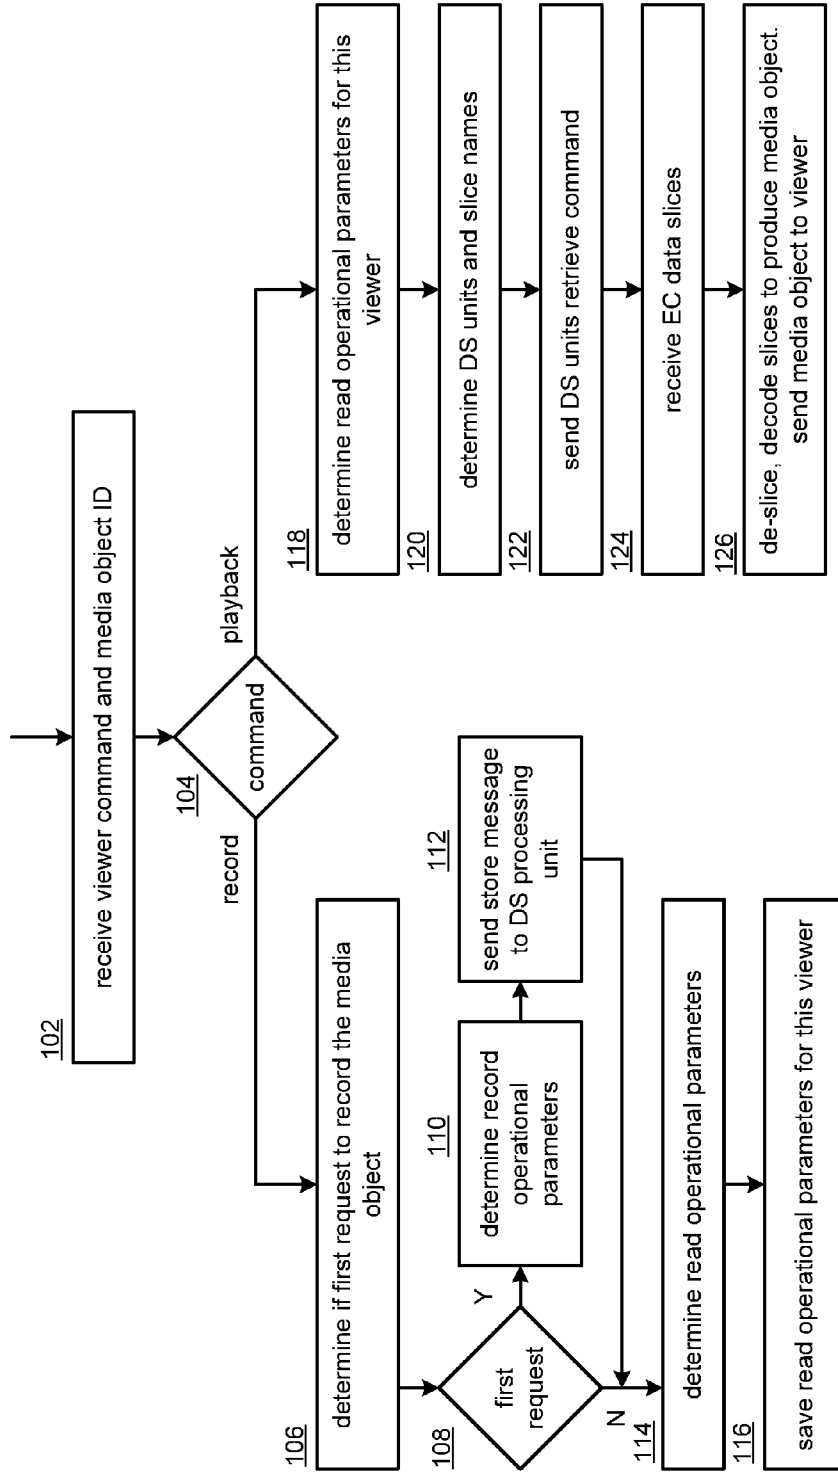 102
receive viewer command and media object ID
104
command
record
playback
106
determine if first request to record the media
object
108
first
request
Y
N
110
determine record
operational
parameters
112
send store message
to DS processing
unit
114
determine read operational parameters
116
save read operational parameters for this viewer
118
determine read operational parameters for this
viewer
120
determine DS units and slice names
122
send DS units retrieve command
124
receive EC data slices
126
de-slice, decode slices to produce media object.
send media object to viewer